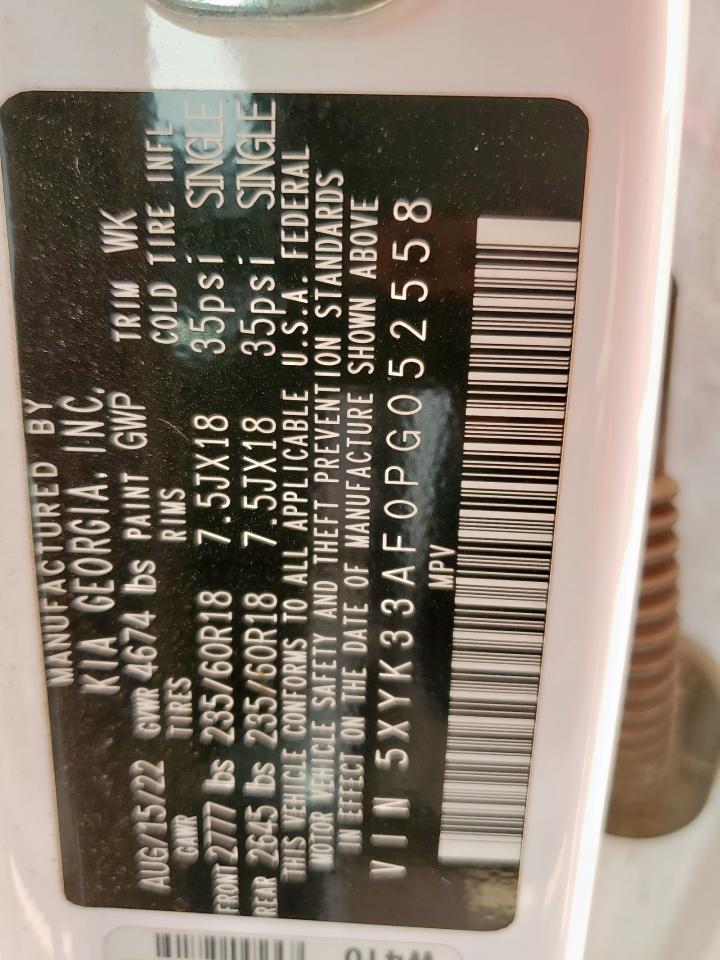 MANUFACTURED BY
KIA GEORGIA. INC.
AUG/15/22 GVWR 4674 lbs PAINT GWP TRIM WK
GAWR TIRES RIMS COLD TIRE INFL
FRONT 2777 lbs 235/60R18 7.5JX18 35psi SINGLE
REAR 2645 lbs 235/60R18 7.5JX18 35psi SINGLE
THIS VEHICLE CONFORMS TO ALL APPLICABLE U.S.A. FEDERAL
MOTOR VEHICLE SAFETY AND THEFT PREVENTION STANDARDS
IN EFFECT ON THE DATE OF MANUFACTURE SHOWN ABOVE
VIN 5XYK33AF0PG052558
MPV